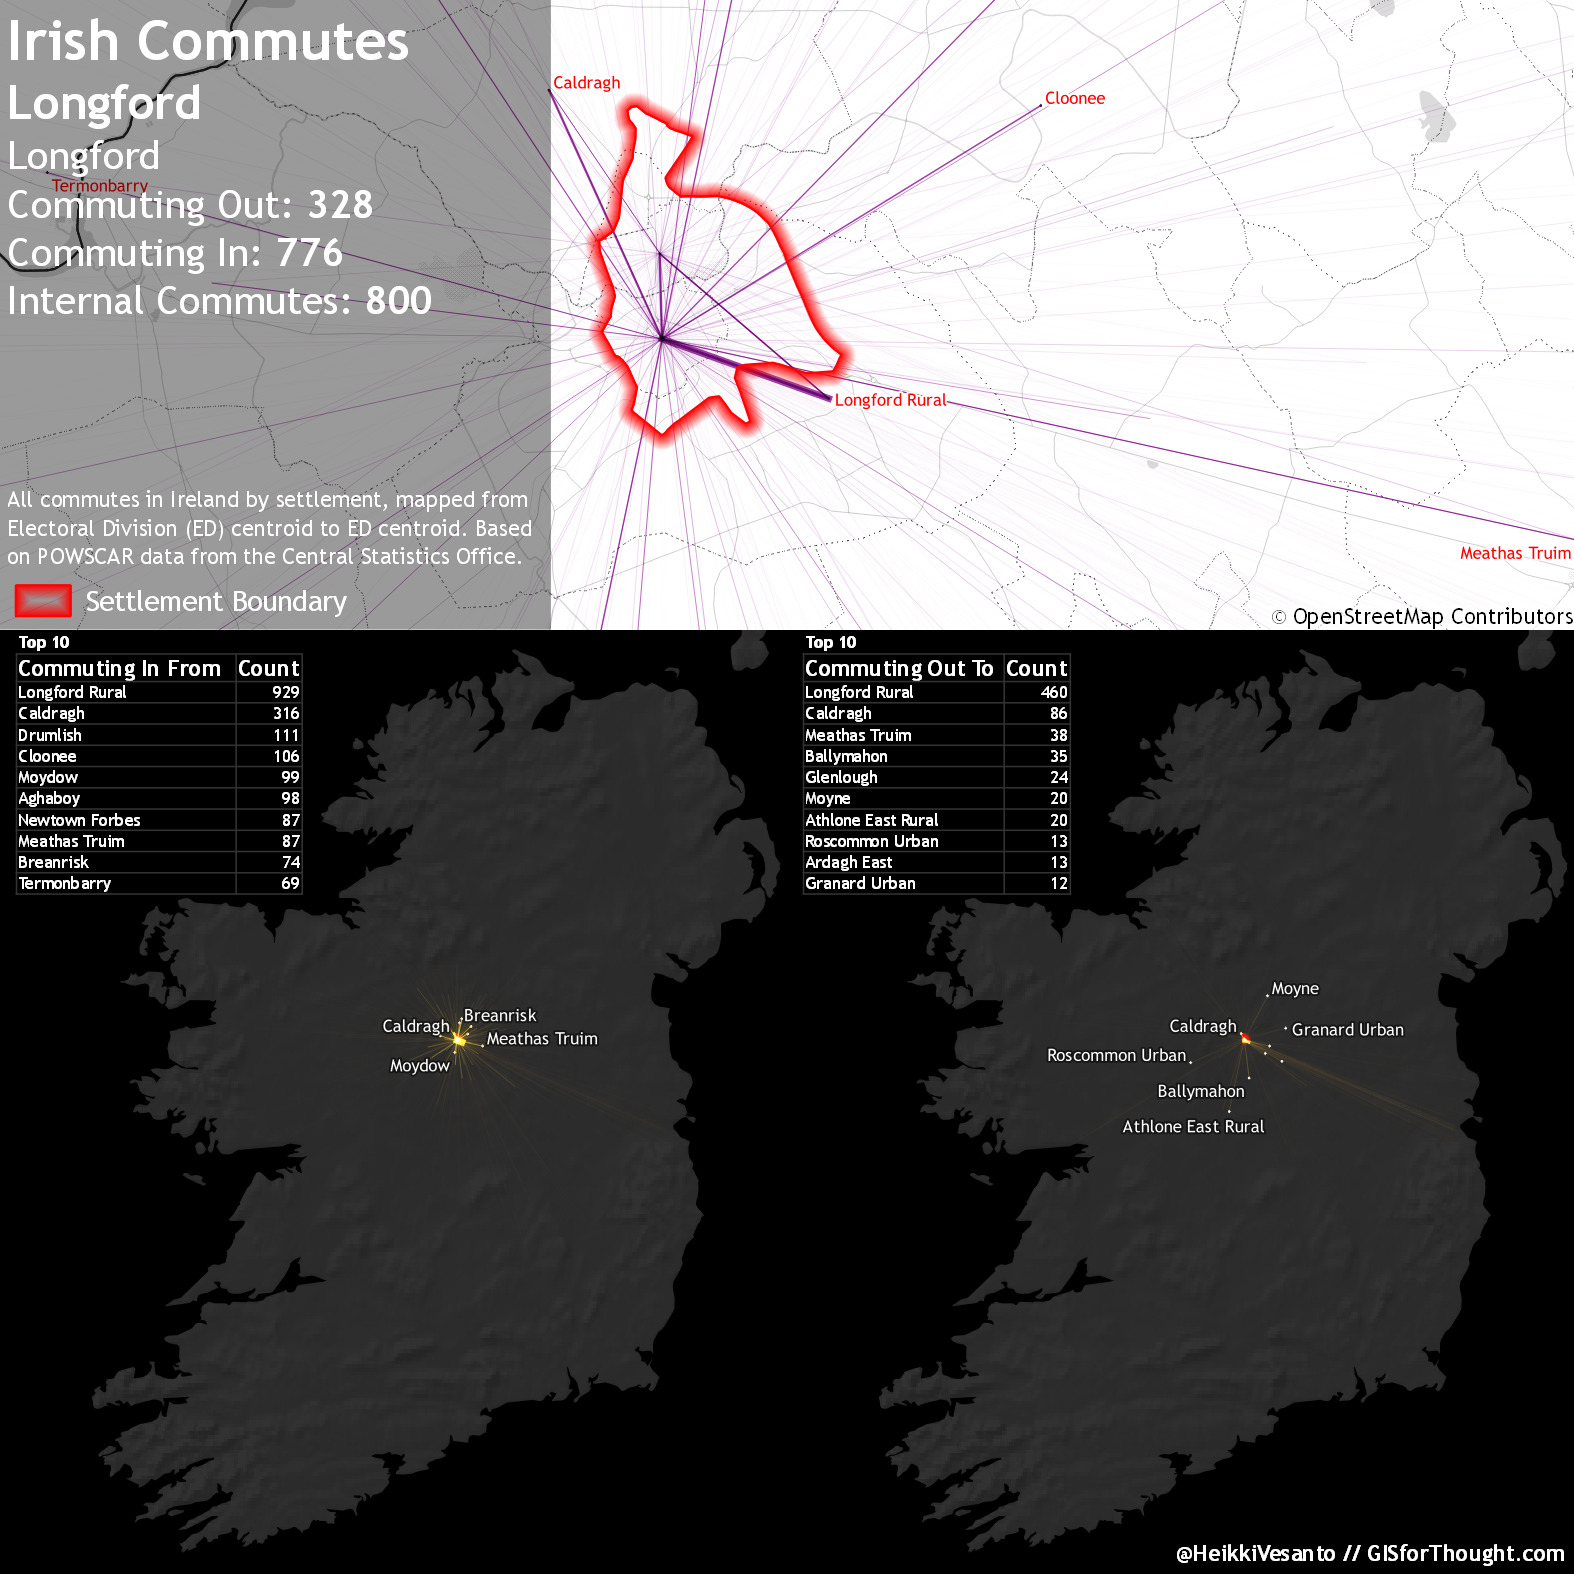 Irish Commutes
Longford
Longford
Termonbarry
Commuting Out: 328
Commuting In: 776
Internal Commutes: 800
All commutes in Ireland by settlement, mapped from
Electoral Division (ED) centroid to ED centroid. Based
on POWSCAR data from the Central Statistics Office.
Settlement Boundary
Caldragh
Cloonee
Longford Rural
Meathas Truim
© OpenStreetMap Contributors
Top 10
Commuting In From Count
Longford Rural 929
Caldragh 316
Drumlish 111
Cloonee 106
Moydow 99
Aghaboy 98
Newtown Forbes 87
Meathas Truim 87
Breanrisk 74
Termonbarry 69
Breanrisk
Caldragh
Meathas Truim
Moydow
Top 10
Commuting Out To Count
Longford Rural 460
Caldragh 86
Meathas Truim 38
Ballymahon 35
Glenlough 24
Moyne 20
Athlone East Rural 20
Roscommon Urban 13
Ardagh East 13
Granard Urban 12
Moyne
Caldragh
Granard Urban
Roscommon Urban
Ballymahon
Athlone East Rural
@HeikkiVesanto // GISforThought.com